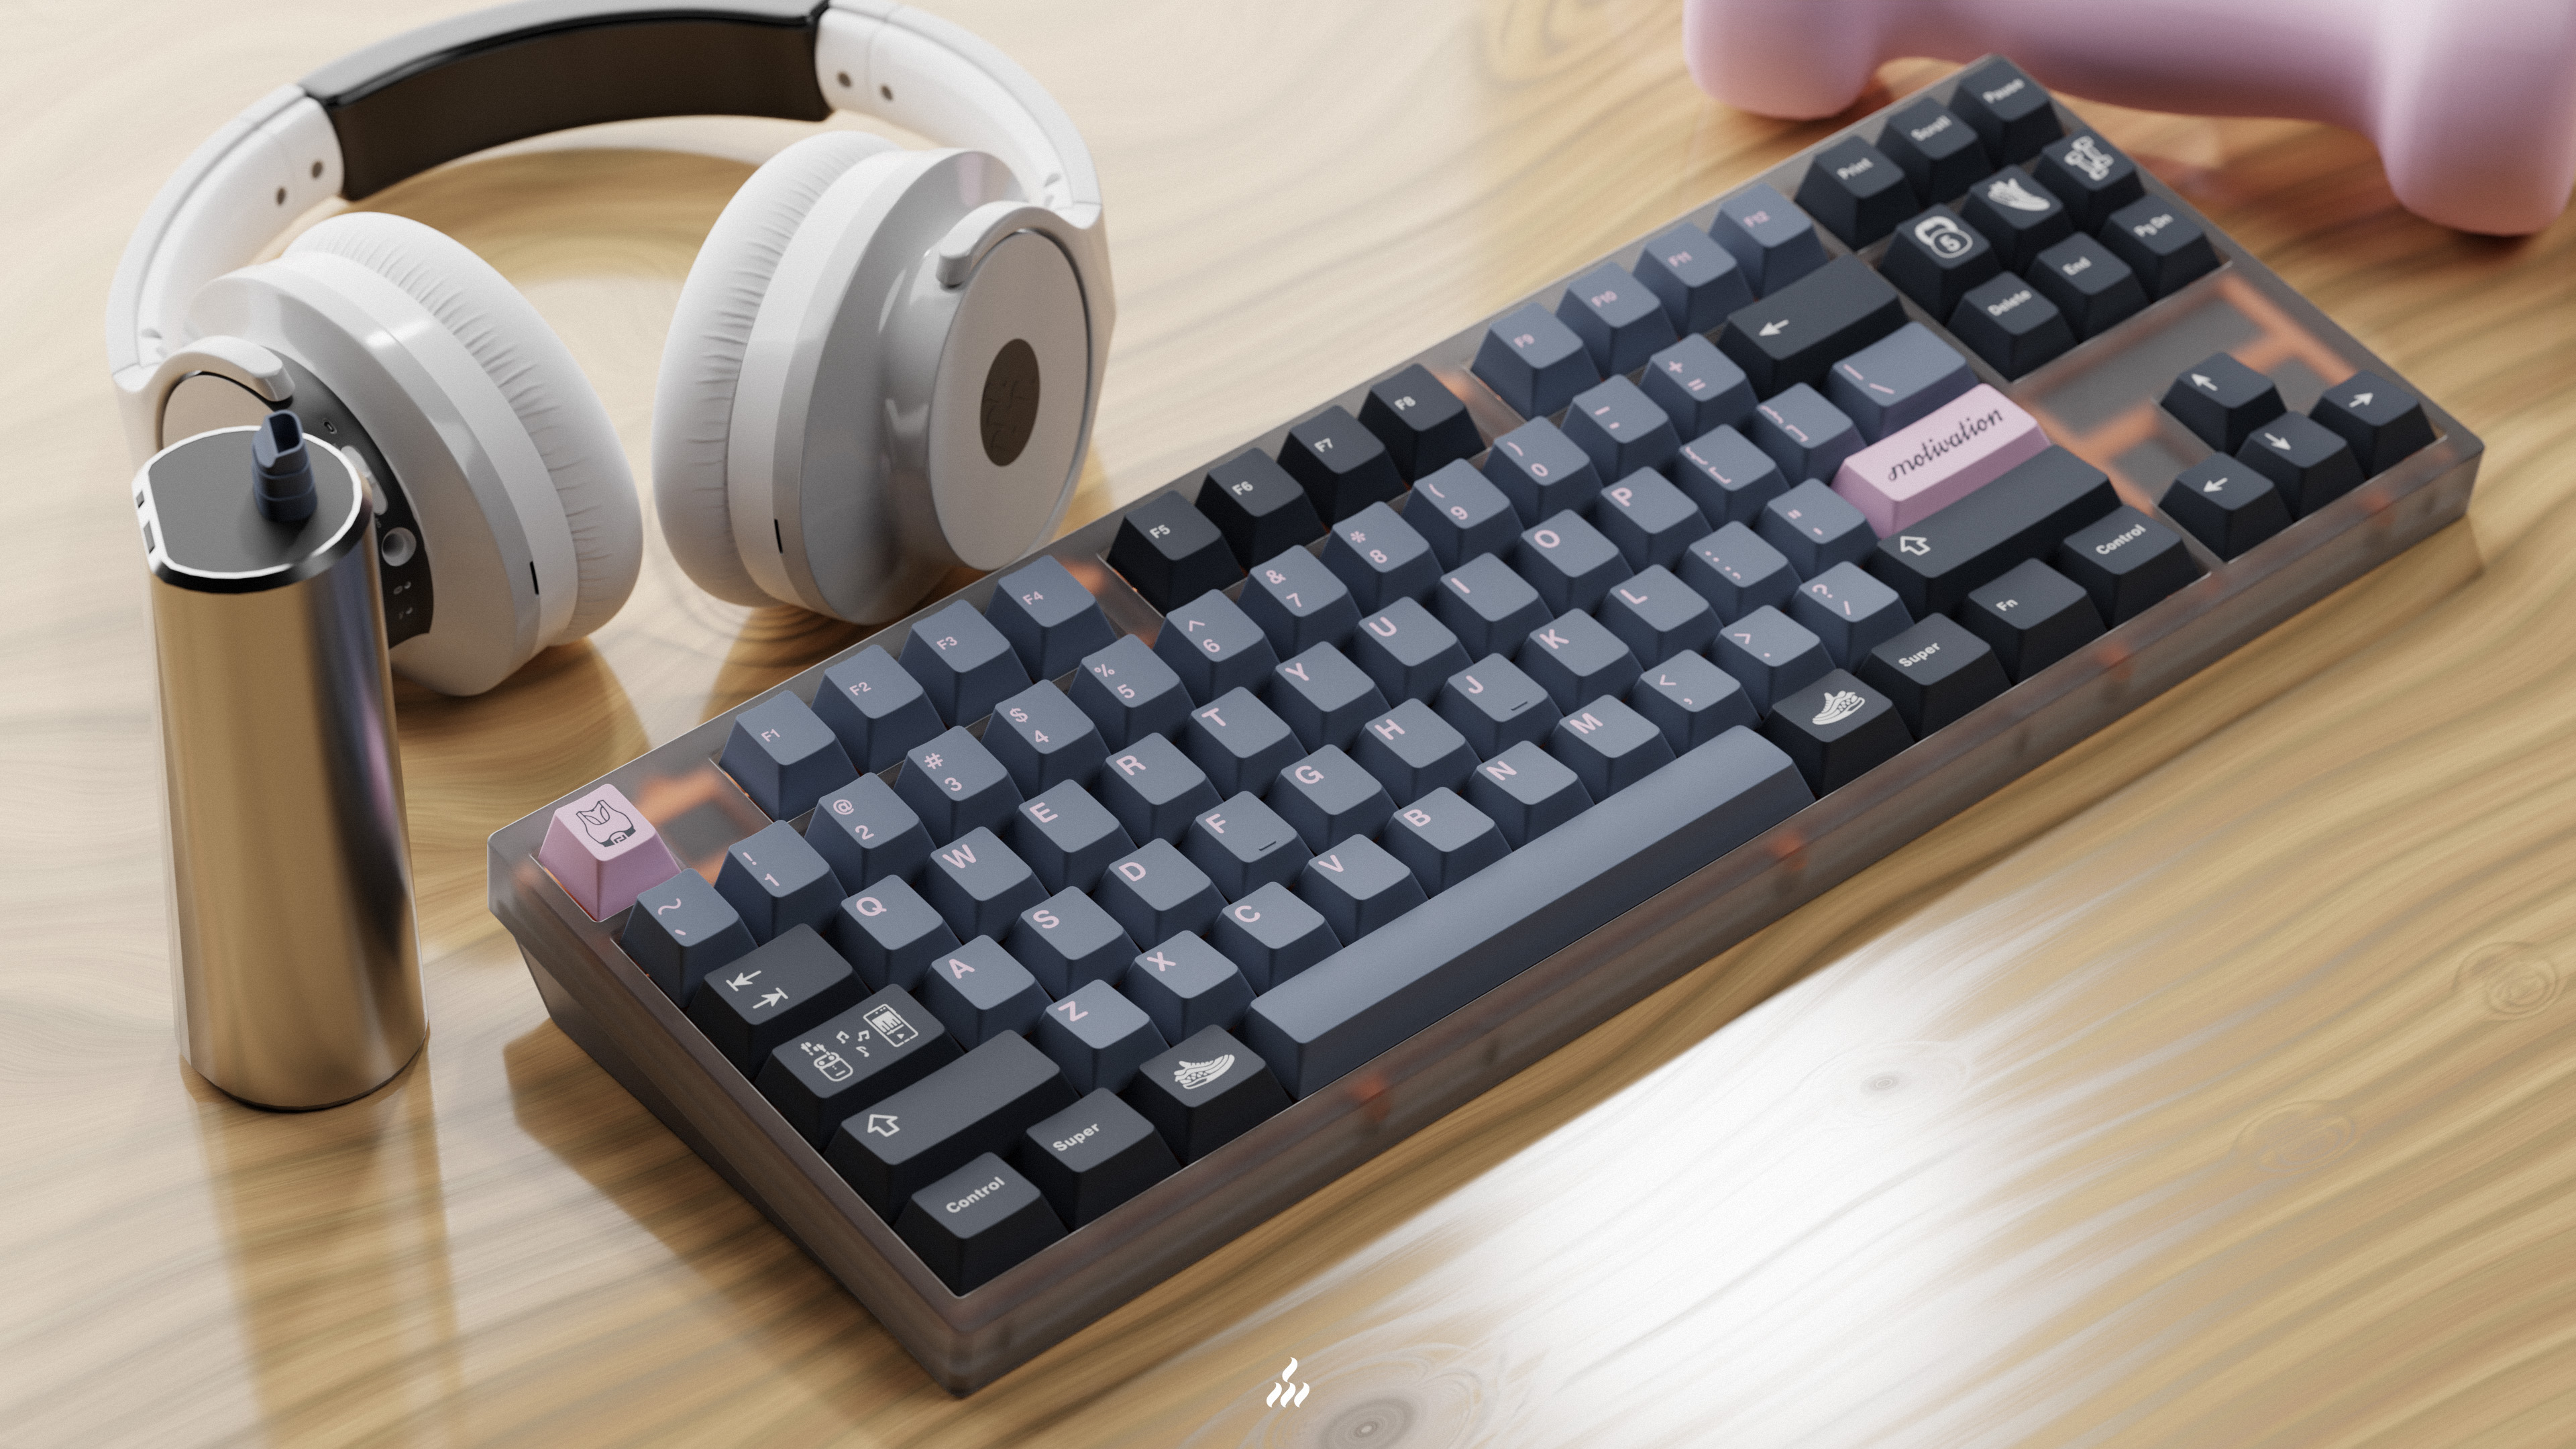 F1 F2 F3 F4 F5 F6 F7 F8 F9 F10 F11 F12 Print Scroll Pause
~ ` ! 1 @ 2 # 3 $ 4 % 5 ^ 6 & 7 * 8 ( 9 ) 0 - + = ← 5
Q W E R T Y U I O P { [ } ] | \ Delete End Pg Dn
A S D F G H J K L : ; " ' motivation
Z X C V B N M < , > . ? / ↑
Control Super Super Fn Control ← ↓ →